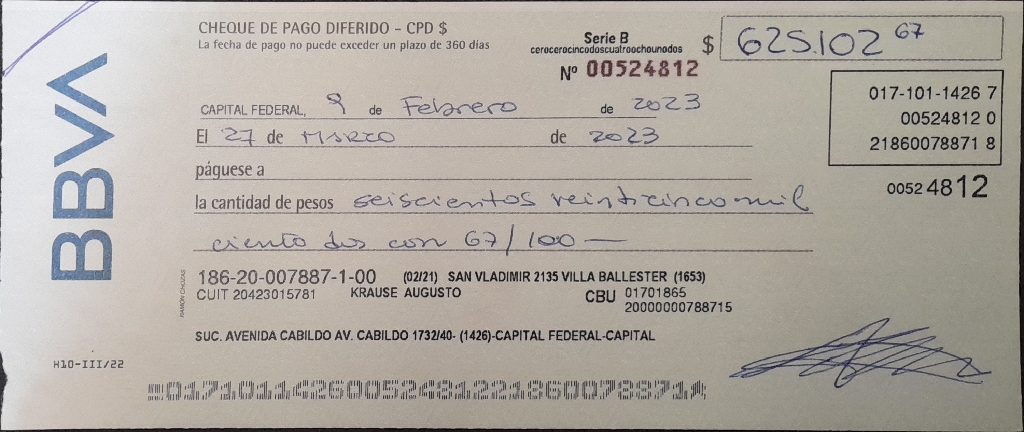 BBVA
CHEQUE DE PAGO DIFERIDO - CPD $
La fecha de pago no puede exceder un plazo de 360 días
Serie B
cerocerocincodoscuatroochounodos
Nº 00524812
$ 625.102 67
017-101-1426 7
00524812 0
21860078871 8
0052 4812
CAPITAL FEDERAL, 9 de Febrero de 2023
El 27 de Marzo de 2023
páguese a
la cantidad de pesos seiscientos veinticinco mil
ciento dos con 67/100 —
186-20-007887-1-00 (02/21) SAN VLADIMIR 2135 VILLA BALLESTER (1653)
CUIT 20423015781 KRAUSE AUGUSTO CBU 01701865
20000000788715
SUC. AVENIDA CABILDO AV. CABILDO 1732/40- (1426)-CAPITAL FEDERAL-CAPITAL
H10-III/22
01710114260052481221860078871